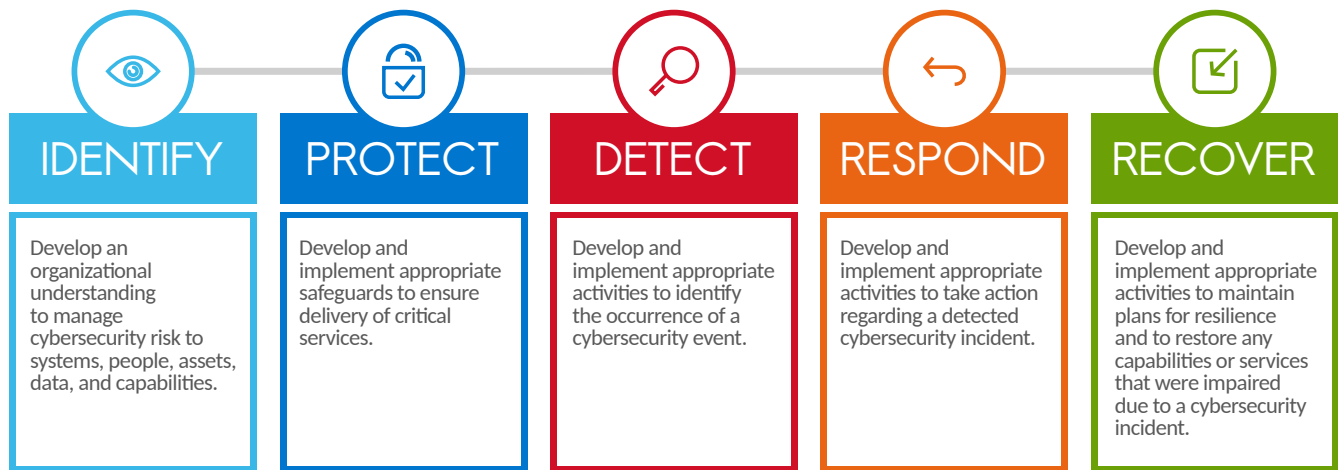 IDENTIFY
Develop an
organizational
understanding
to manage
cybersecurity risk to
systems, people, assets,
data, and capabilities.
PROTECT
Develop and
implement appropriate
safeguards to ensure
delivery of critical
services.
DETECT
Develop and
implement appropriate
activities to identify
the occurrence of a
cybersecurity event.
RESPOND
Develop and
implement appropriate
activities to take action
regarding a detected
cybersecurity incident.
RECOVER
Develop and
implement appropriate
activities to maintain
plans for resilience
and to restore any
capabilities or services
that were impaired
due to a cybersecurity
incident.